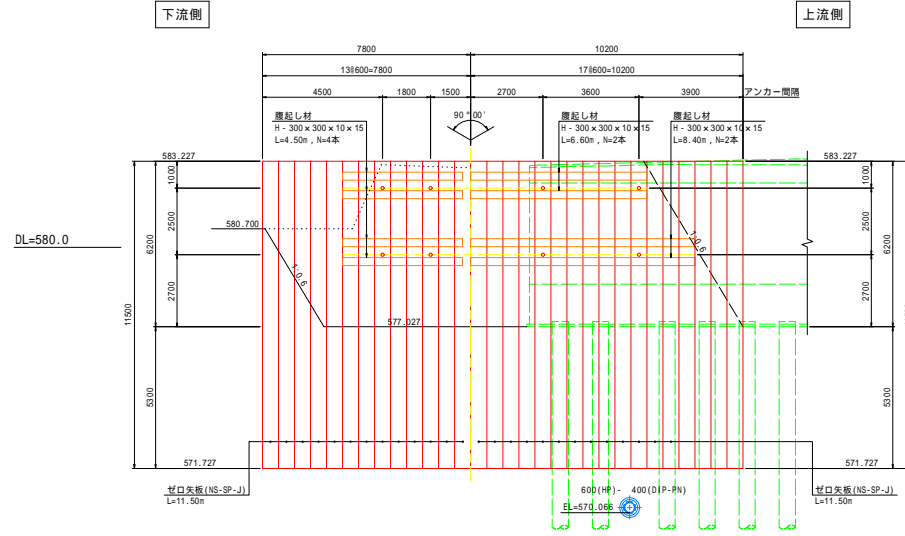 下流側
上流側
7800
10200
13@600=7800
17@600=10200
4500
1800
1500
2700
3600
3900
アンカー間隔
腹起し材
H - 300×300×10×15
L=4.50m , N=4本
90°00'
腹起し材
H - 300×300×10×15
L=6.60m , N=2本
腹起し材
H - 300×300×10×15
L=8.40m , N=2本
583.227
583.227
1000
1000
580.700
2500
2500
DL=580.0
6200
6200
1:0.6
1:0.6
2700
2700
11500
577.027
5300
5300
571.727
571.727
ゼロ矢板(NS-SP-J)
L=11.50m
600(HP)- 400(DIP-PN)
EL=570.066
ゼロ矢板(NS-SP-J)
L=11.50m